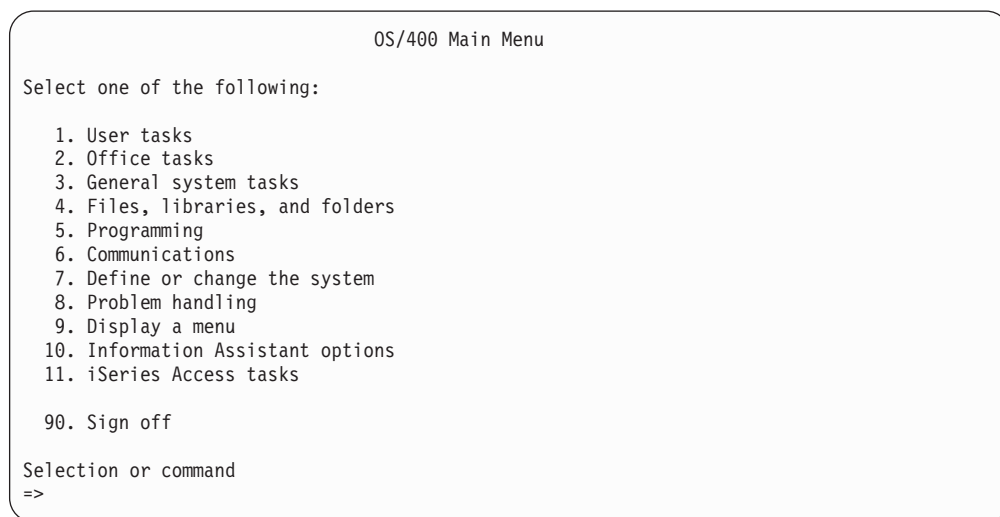 OS/400 Main Menu
Select one of the following:
1. User tasks
2. Office tasks
3. General system tasks
4. Files, libraries, and folders
5. Programming
6. Communications
7. Define or change the system
8. Problem handling
9. Display a menu
10. Information Assistant options
11. iSeries Access tasks
90. Sign off
Selection or command
=>